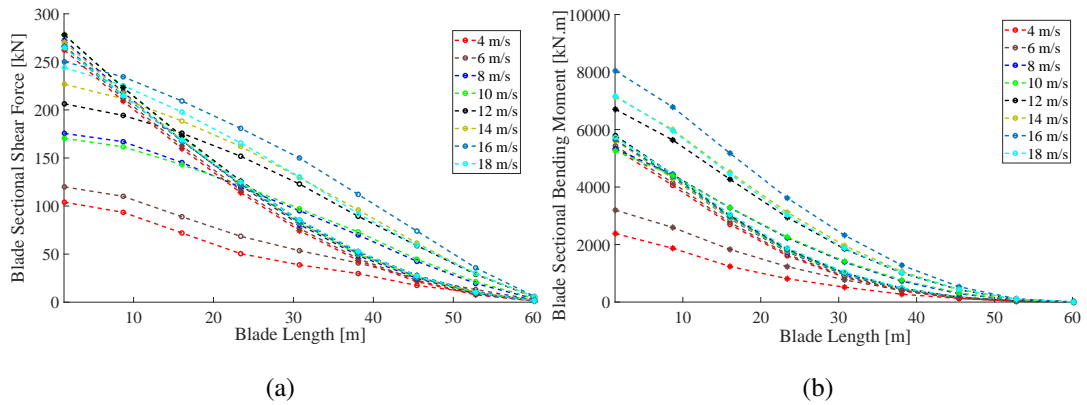 300
250
200
150
100
50
0
Blade Sectional Shear Force [kN]
10 20 30 40 50 60
Blade Length [m]
4 m/s
6 m/s
8 m/s
10 m/s
12 m/s
14 m/s
16 m/s
18 m/s
(a)
10000
8000
6000
4000
2000
0
Blade Sectional Bending Moment [kN.m]
10 20 30 40 50 60
Blade Length [m]
4 m/s
6 m/s
8 m/s
10 m/s
12 m/s
14 m/s
16 m/s
18 m/s
(b)